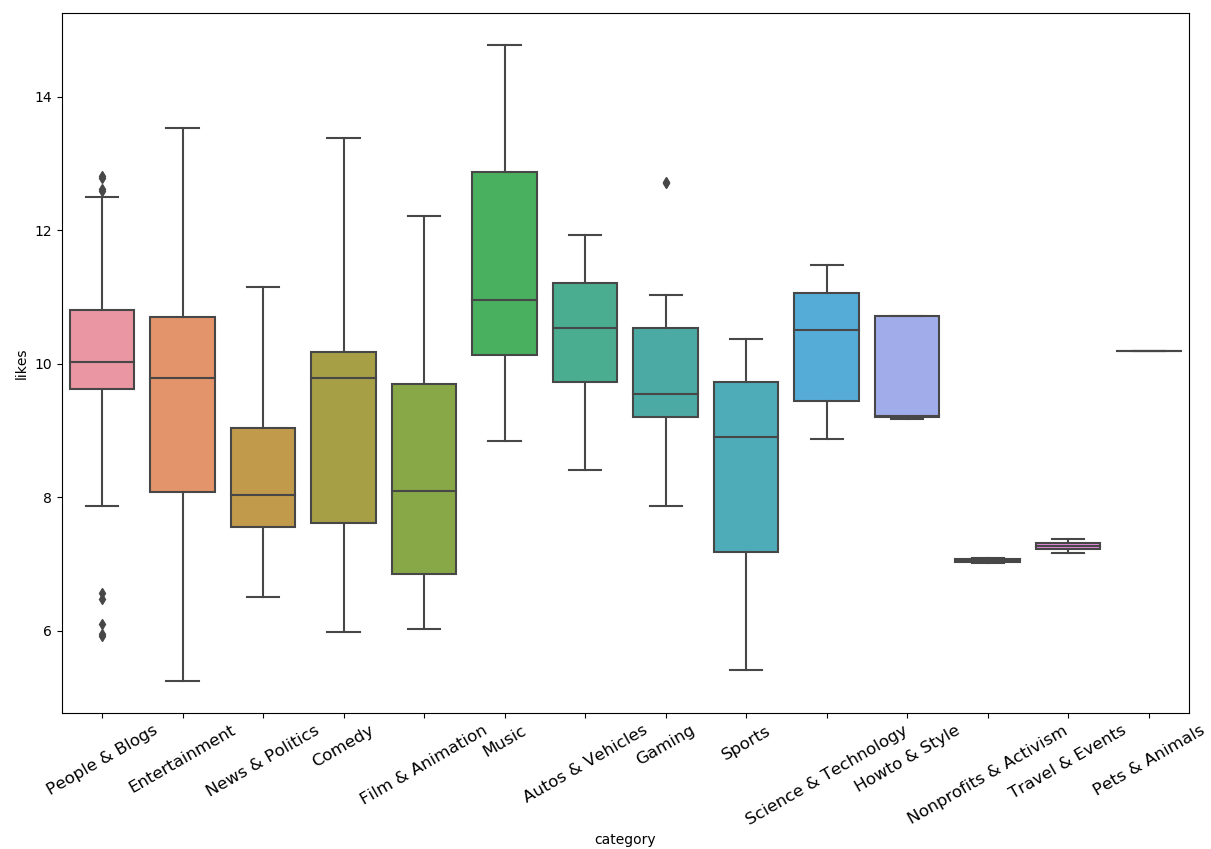 14
12
10
8
6
likes
People & Blogs
Entertainment
News & Politics
Comedy
Film & Animation
Music
Autos & Vehicles
Gaming
Sports
Science & Technology
Howto & Style
Nonprofits & Activism
Travel & Events
Pets & Animals
category